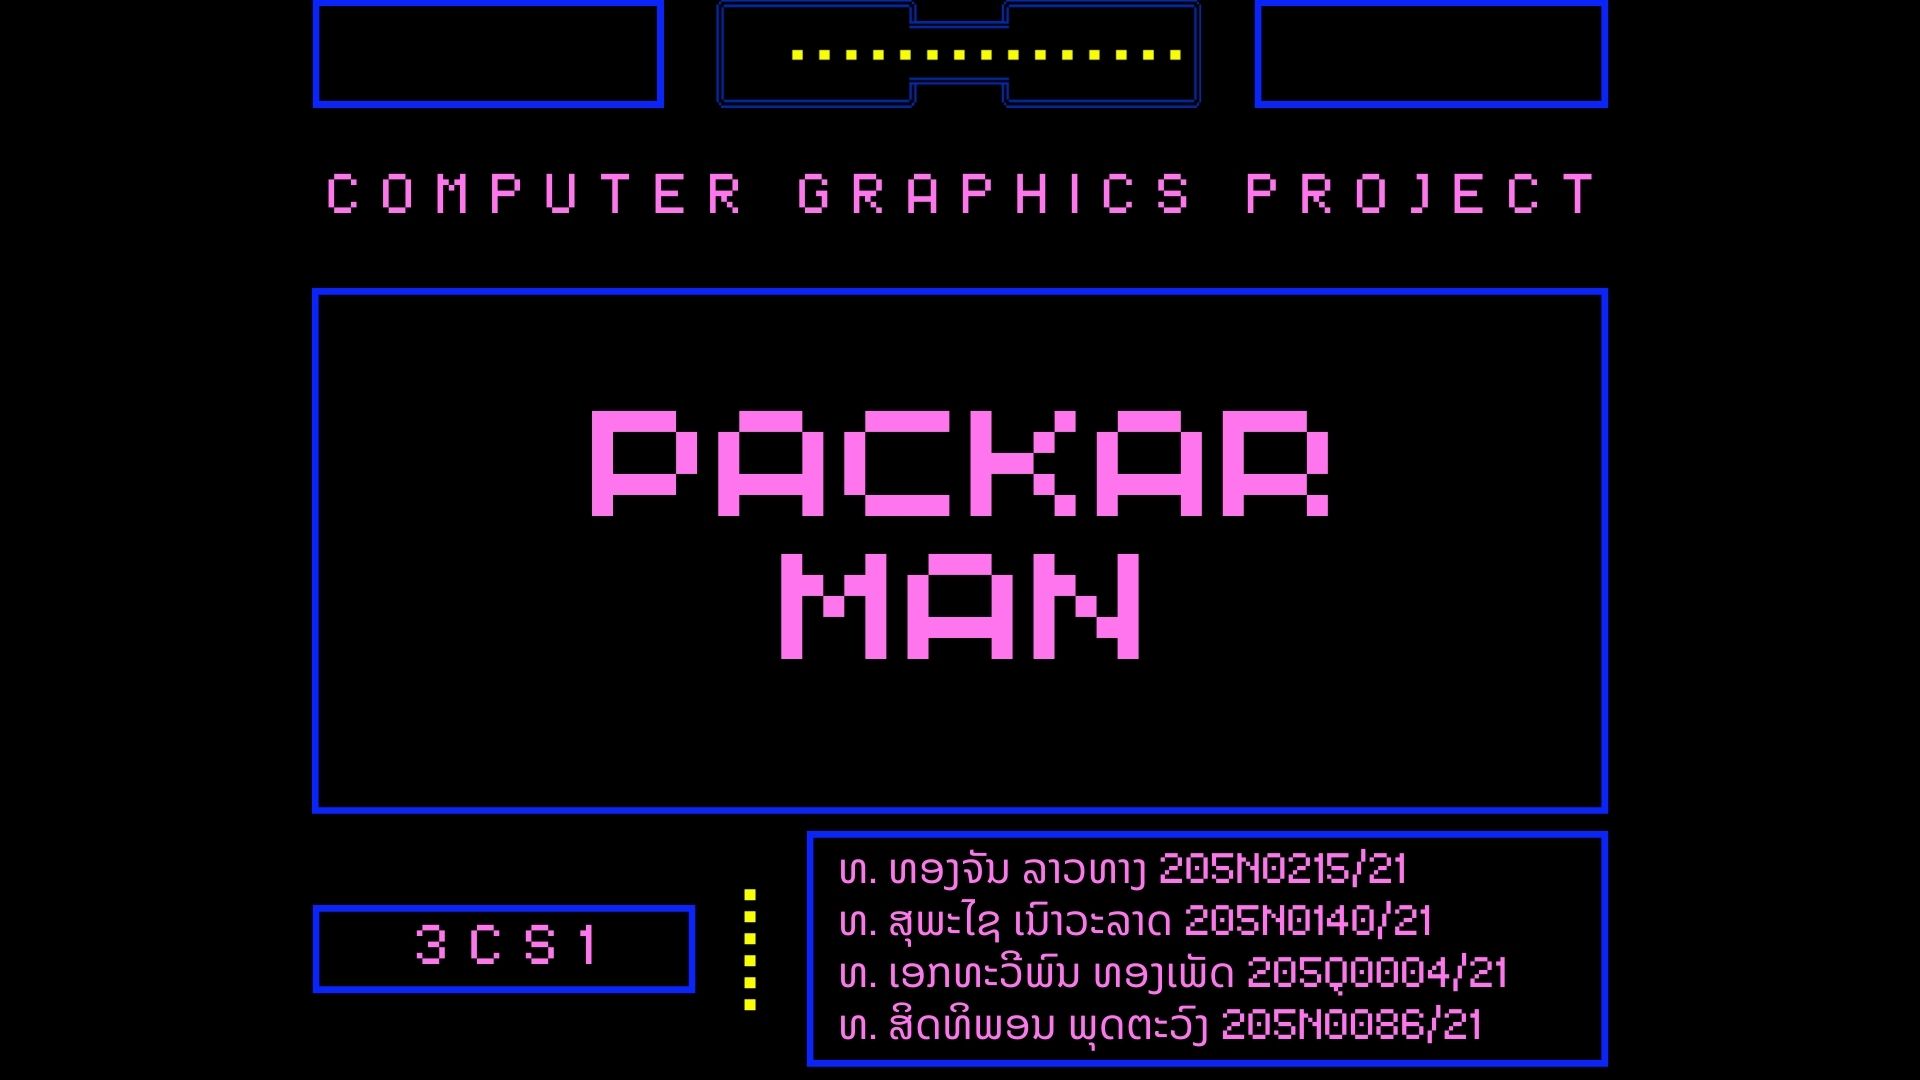 COMPUTER GRAPHICS PROJECT
PACKAR
MAN
3CS1
ທ. ທອງຈັນ ລາວທາງ 205N0215/21
ທ. ສຸພະໄຊ ເນົາວະລາດ 205N0140/21
ທ. ເອກທະວີພົນ ທອງເພັດ 205Q0004/21
ທ. ສິດທິພອນ ພຸດຕະວົງ 205N0086/21